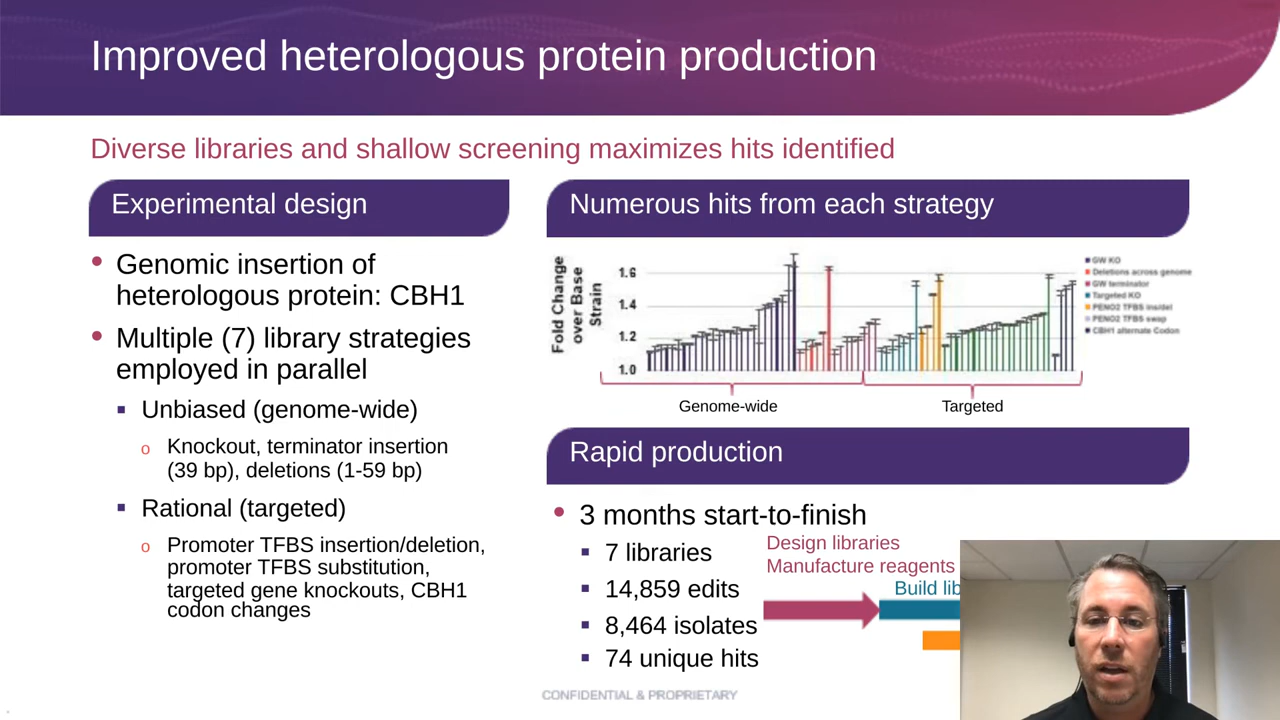 Improved heterologous protein production
Diverse libraries and shallow screening maximizes hits identified
Experimental design
• Genomic insertion of
heterologous protein: CBH1
• Multiple (7) library strategies
employed in parallel
▪ Unbiased (genome-wide)
o Knockout, terminator insertion
(39 bp), deletions (1-59 bp)
▪ Rational (targeted)
o Promoter TFBS insertion/deletion,
promoter TFBS substitution,
targeted gene knockouts, CBH1
codon changes
Numerous hits from each strategy
Fold Change
over Base
Strain
1.6
1.4
1.2
1.0
GW KO
Deletions across genome
GW terminator
Targeted KO
PENO2 TFBS ins/del
PENO2 TFBS swap
CBH1 alternate Codon
Genome-wide
Targeted
Rapid production
• 3 months start-to-finish
▪ 7 libraries
▪ 14,859 edits
▪ 8,464 isolates
▪ 74 unique hits
Design libraries
Manufacture reagents
Build lib
CONFIDENTIAL & PROPRIETARY